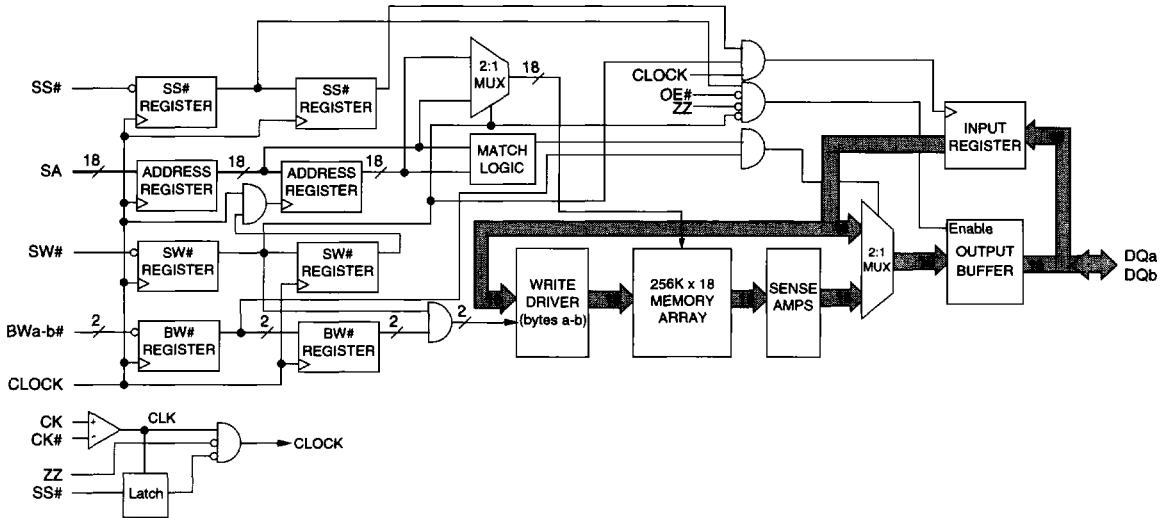 SS#
SS#
REGISTER
SS#
REGISTER
2:1
MUX
18
CLOCK
OE#
ZZ
INPUT
REGISTER
SA
18
ADDRESS
REGISTER
18
ADDRESS
REGISTER
18
MATCH
LOGIC
SW#
SW#
REGISTER
SW#
REGISTER
WRITE
DRIVER
(bytes a-b)
256K x 18
MEMORY
ARRAY
SENSE
AMPS
2:1
MUX
Enable
OUTPUT
BUFFER
DQa
DQb
BWa-b#
2
BW#
REGISTER
2
BW#
REGISTER
2
2
CLOCK
CK
CK#
+
-
CLK
CLOCK
ZZ
SS#
Latch